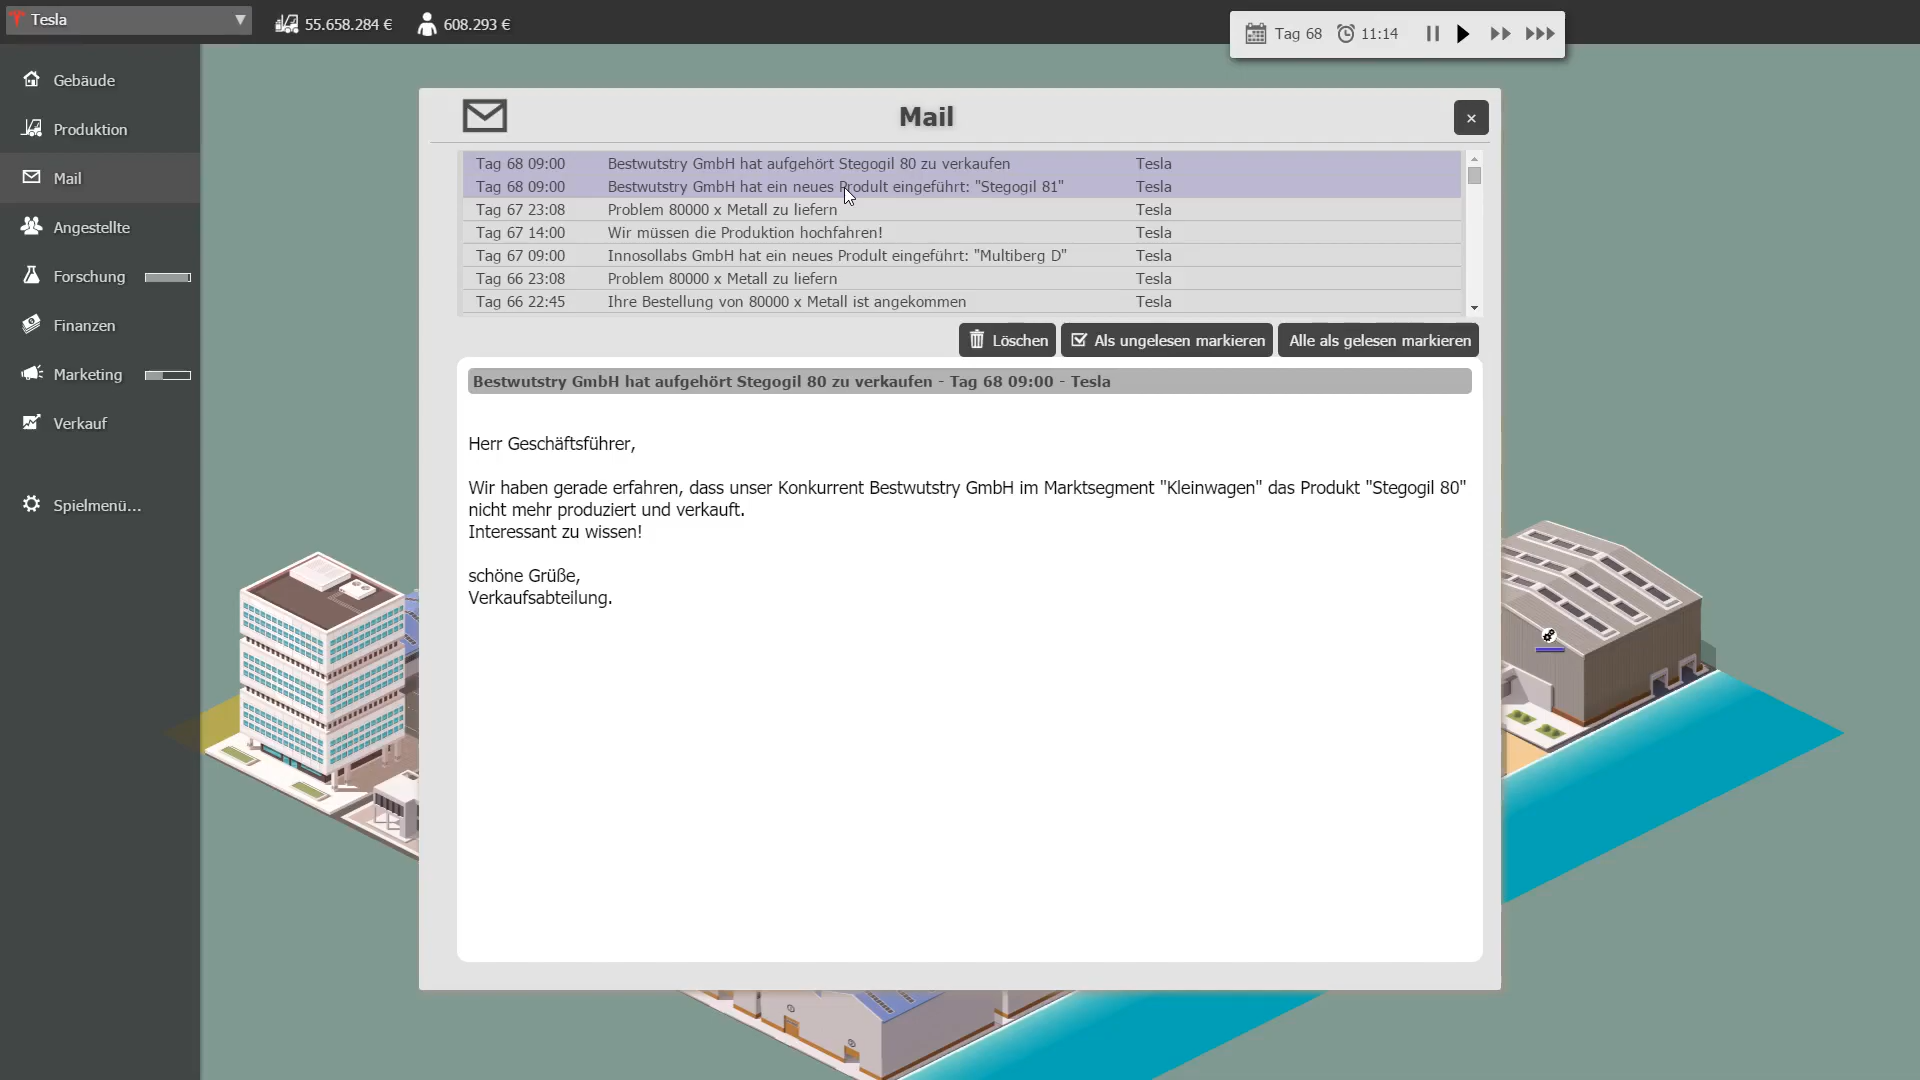 Tesla
55.658.284 €
608.293 €
Tag 68
11:14
Gebäude
Produktion
Mail
Angestellte
Forschung
Finanzen
Marketing
Verkauf
Spielmenü...
Mail
Tag 68 09:00 Bestwutstry GmbH hat aufgehört Stegogil 80 zu verkaufen Tesla
Tag 68 09:00 Bestwutstry GmbH hat ein neues Prodult eingeführt: "Stegogil 81" Tesla
Tag 67 23:08 Problem 80000 x Metall zu liefern Tesla
Tag 67 14:00 Wir müssen die Produktion hochfahren! Tesla
Tag 67 09:00 Innosollabs GmbH hat ein neues Prodult eingeführt: "Multiberg D" Tesla
Tag 66 23:08 Problem 80000 x Metall zu liefern Tesla
Tag 66 22:45 Ihre Bestellung von 80000 x Metall ist angekommen Tesla
Löschen
Als ungelesen markieren
Alle als gelesen markieren
Bestwutstry GmbH hat aufgehört Stegogil 80 zu verkaufen - Tag 68 09:00 - Tesla
Herr Geschäftsführer,
Wir haben gerade erfahren, dass unser Konkurrent Bestwutstry GmbH im Marktsegment "Kleinwagen" das Produkt "Stegogil 80"
nicht mehr produziert und verkauft.
Interessant zu wissen!
schöne Grüße,
Verkaufsabteilung.